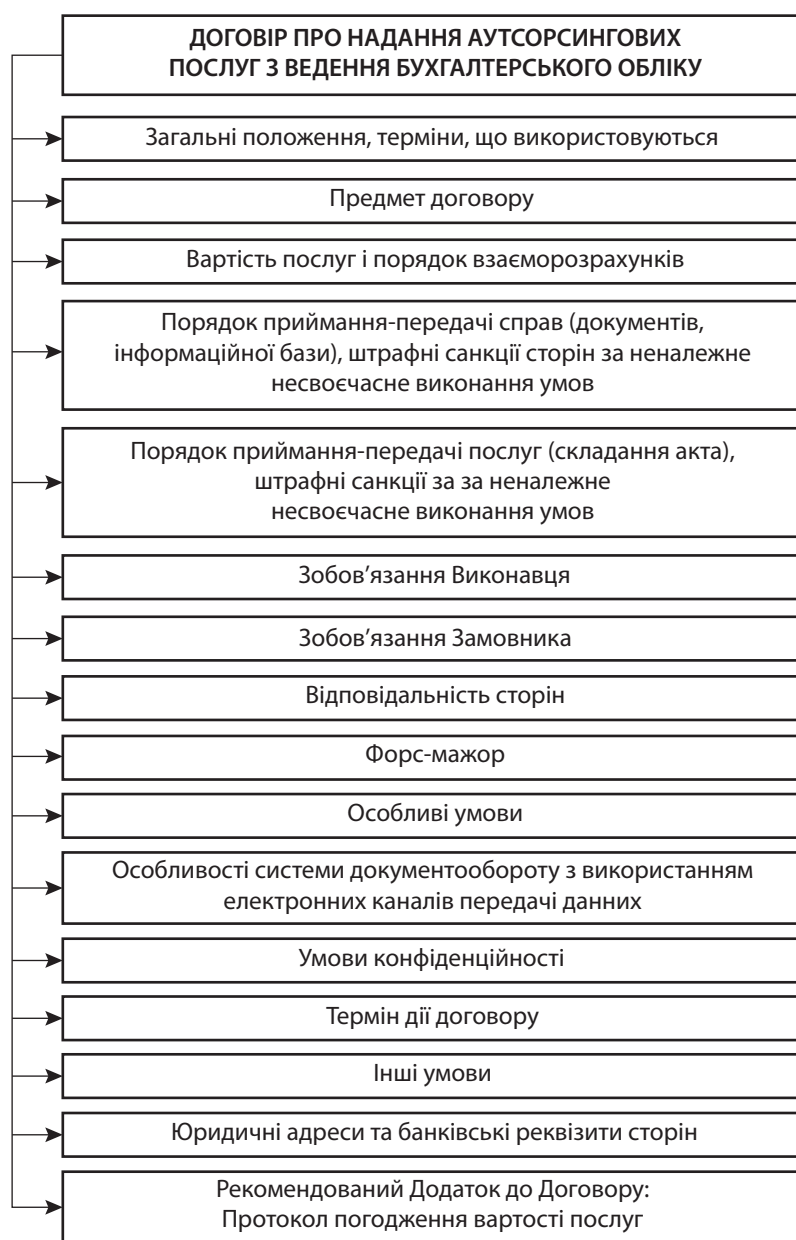 ДОГОВІР ПРО НАДАННЯ АУТСОРСИНГОВИХ
ПОСЛУГ З ВЕДЕННЯ БУХГАЛТЕРСЬКОГО ОБЛІКУ
Загальні положення, терміни, що використовуються
Предмет договору
Вартість послуг і порядок взаєморозрахунків
Порядок приймання-передачі справ (документів,
інформаційної бази), штрафні санкції сторін за неналежне
несвоєчасне виконання умов
Порядок приймання-передачі послуг (складання акта),
штрафні санкції за за неналежне
несвоєчасне виконання умов
Зобов’язання Виконавця
Зобов’язання Замовника
Відповідальність сторін
Форс-мажор
Особливі умови
Особливості системи документообороту з використанням
електронних каналів передачі данних
Умови конфіденційності
Термін дії договору
Інші умови
Юридичні адреси та банківські реквізити сторін
Рекомендований Додаток до Договору:
Протокол погодження вартості послуг